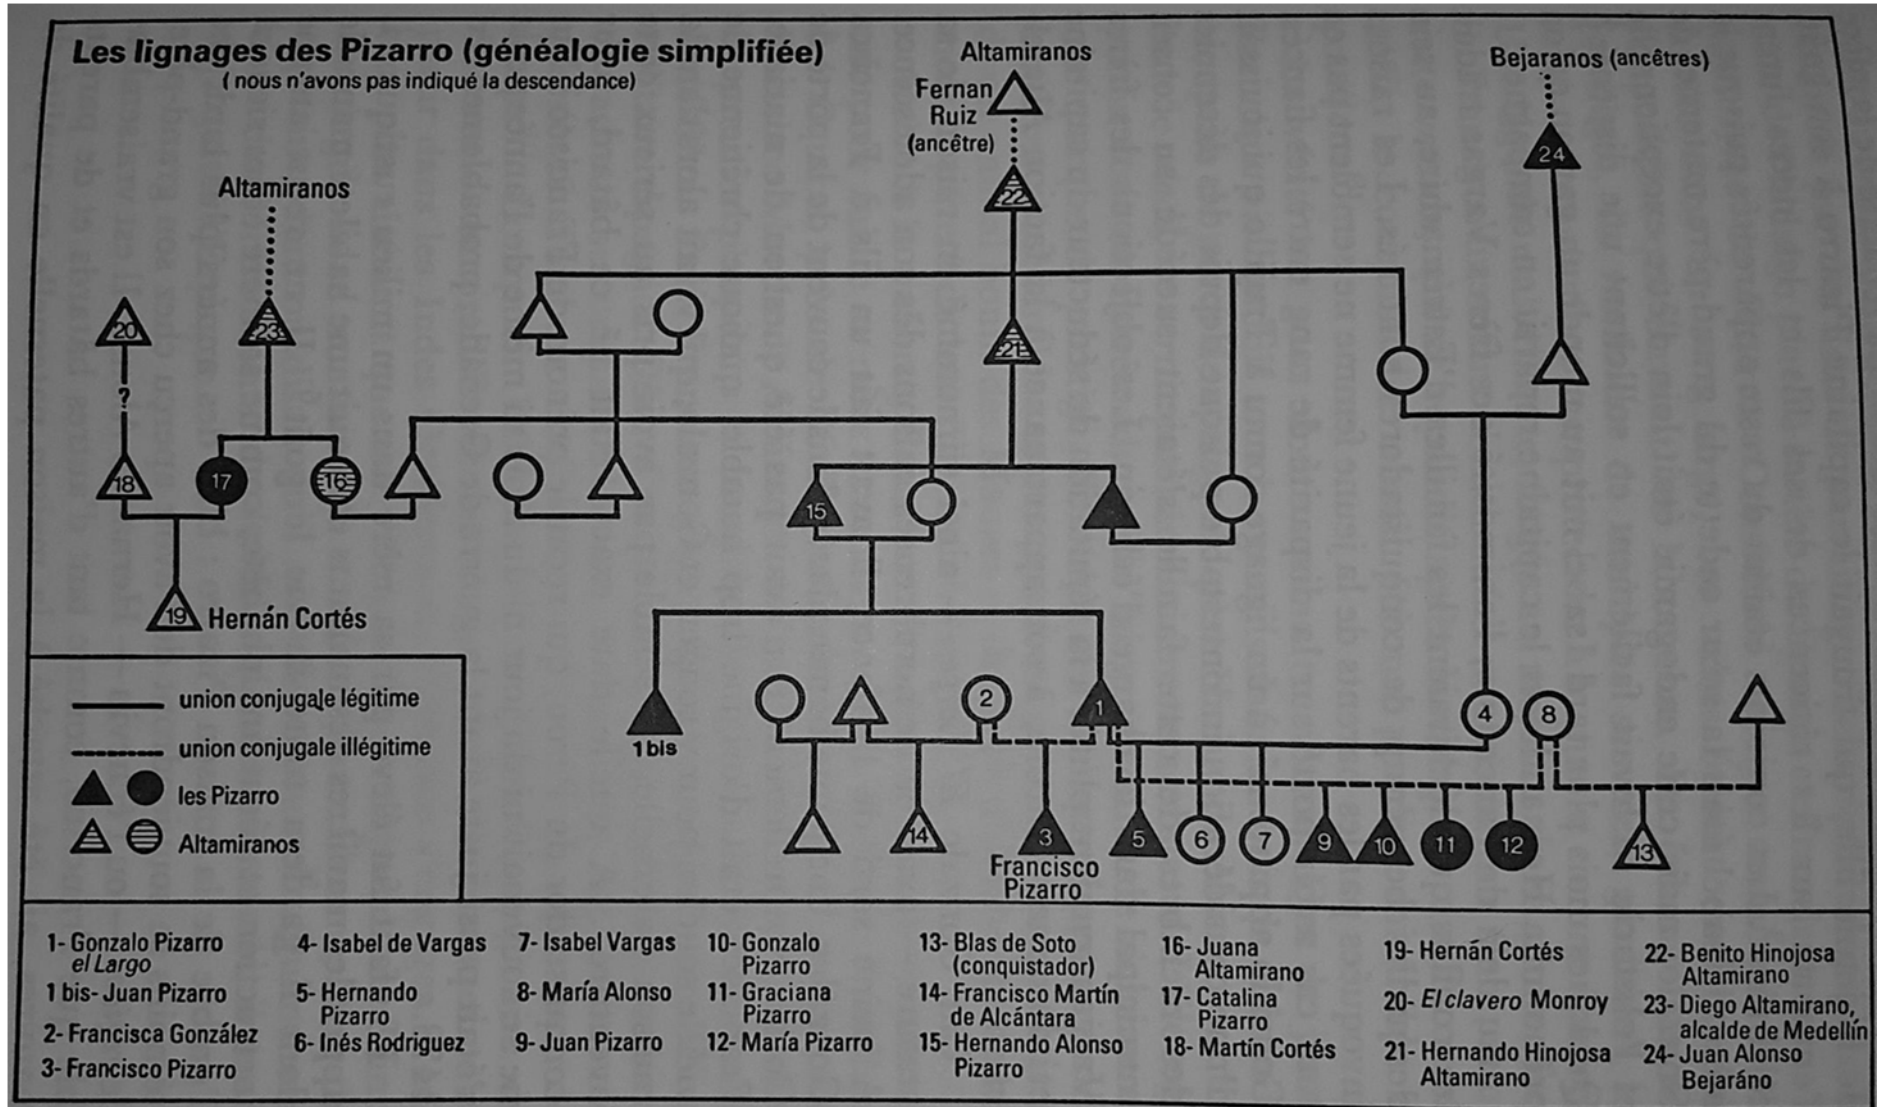 Les lignages des Pizarro (généalogie simplifiée)
( nous n'avons pas indiqué la descendance)
Altamiranos
Fernan
Ruiz
(ancêtre)
Bejaranos (ancêtres)
24
Altamiranos
22
20
23
21
?
18
17
16
15
19 Hernán Cortés
union conjugale légitime
union conjugale illégitime
les Pizarro
Altamiranos
1 bis
2
1
4
8
14
3
Francisco
Pizarro
5
6
7
9
10
11
12
13
1- Gonzalo Pizarro
el Largo
1 bis- Juan Pizarro
2- Francisca González
3- Francisco Pizarro
4- Isabel de Vargas
5- Hernando
Pizarro
6- Inés Rodriguez
7- Isabel Vargas
8- María Alonso
9- Juan Pizarro
10- Gonzalo
Pizarro
11- Graciana
Pizarro
12- María Pizarro
13- Blas de Soto
(conquistador)
14- Francisco Martín
de Alcántara
15- Hernando Alonso
Pizarro
16- Juana
Altamirano
17- Catalina
Pizarro
18- Martín Cortés
19- Hernán Cortés
20- El clavero Monroy
21- Hernando Hinojosa
Altamirano
22- Benito Hinojosa
Altamirano
23- Diego Altamirano,
alcalde de Medellín
24- Juan Alonso
Bejaráno